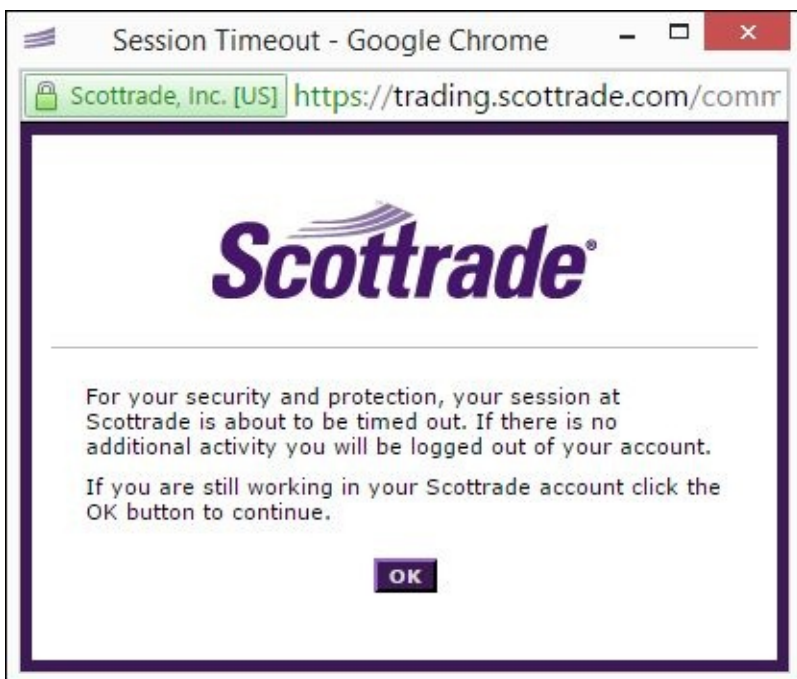 Session Timeout - Google Chrome
Scottrade, Inc. [US] https://trading.scottrade.com/comm
Scottrade®
For your security and protection, your session at
Scottrade is about to be timed out. If there is no
additional activity you will be logged out of your account.
If you are still working in your Scottrade account click the
OK button to continue.
OK